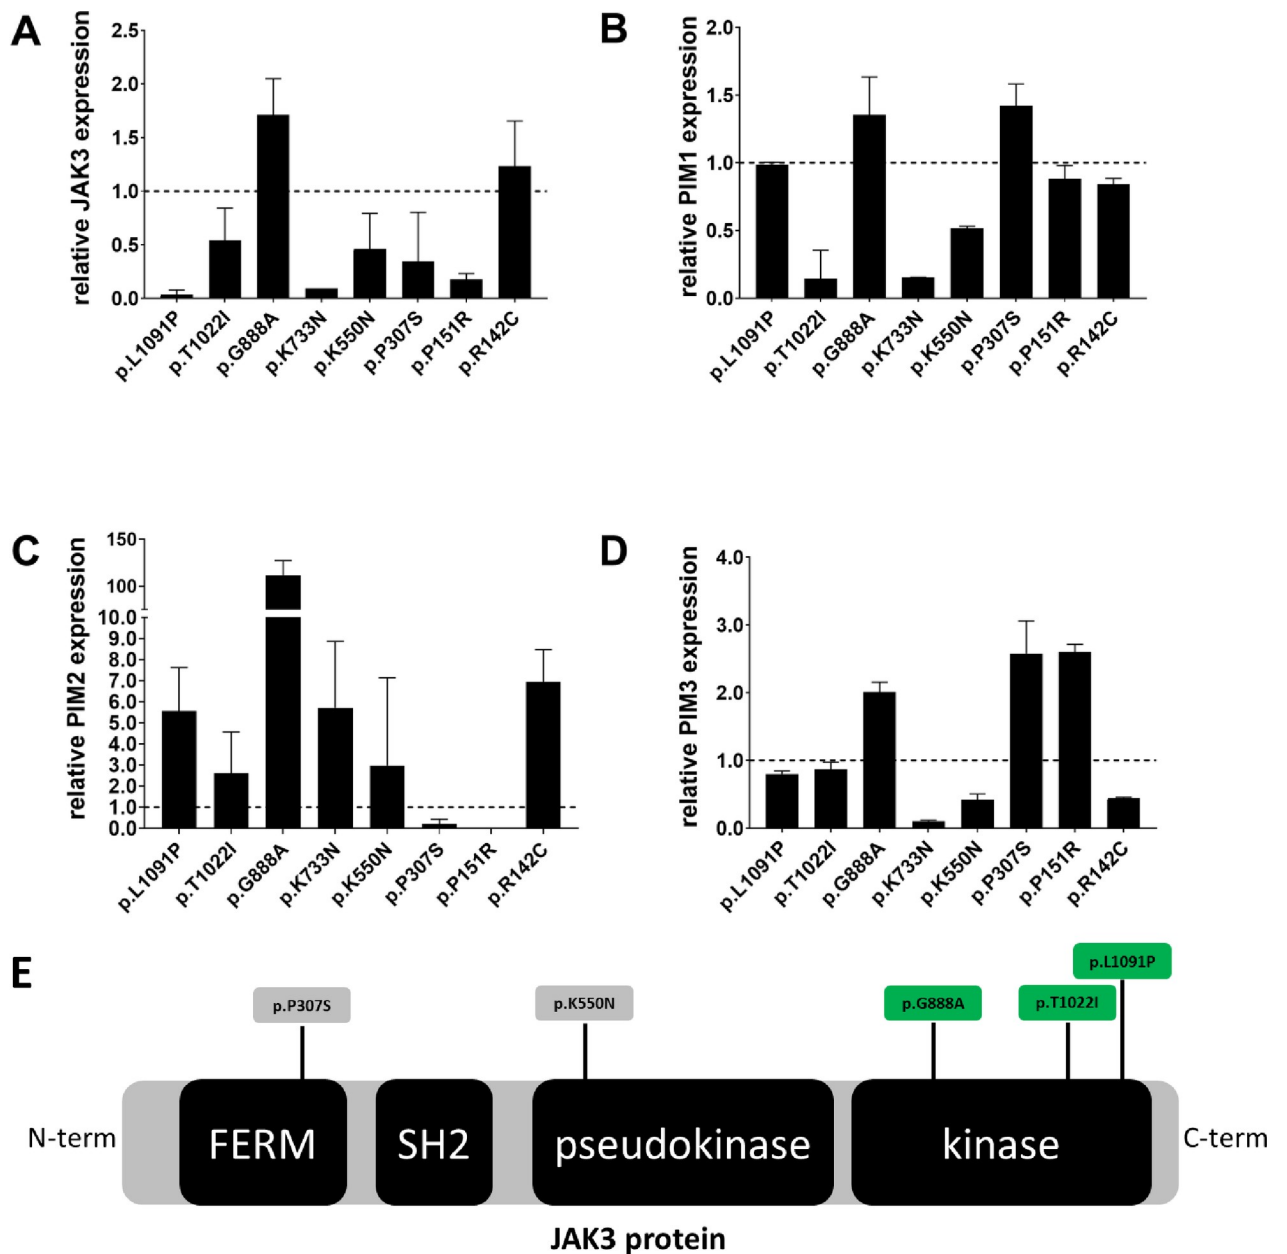 A
relative JAK3 expression
2.5
2.0
1.5
1.0
0.5
0.0
p.L1091P
p.T1022I
p.G888A
p.K733N
p.K550N
p.P307S
p.P151R
p.R142C
B
relative PIM1 expression
2.0
1.5
1.0
0.5
0.0
p.L1091P
p.T1022I
p.G888A
p.K733N
p.K550N
p.P307S
p.P151R
p.R142C
C
relative PIM2 expression
150
100
10.0
9.0
8.0
7.0
6.0
5.0
4.0
3.0
2.0
1.0
0.0
p.L1091P
p.T1022I
p.G888A
p.K733N
p.K550N
p.P307S
p.P151R
p.R142C
D
relative PIM3 expression
4.0
3.0
2.0
1.0
0.0
p.L1091P
p.T1022I
p.G888A
p.K733N
p.K550N
p.P307S
p.P151R
p.R142C
E
p.L1091P
p.P307S
p.K550N
p.G888A
p.T1022I
N-term
FERM
SH2
pseudokinase
kinase
C-term
JAK3 protein